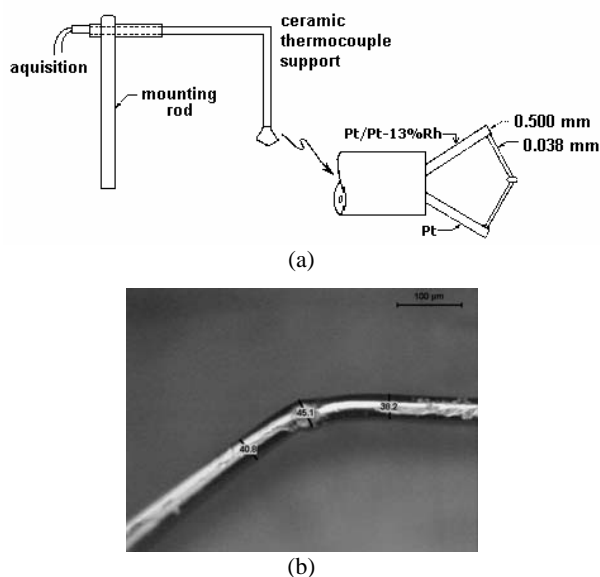 ceramic
thermocouple
support
aquisition
mounting
rod
Pt/Pt-13%Rh
0.500 mm
0.038 mm
Pt
(a)
100 µm
45.1
38.2
40.8
(b)